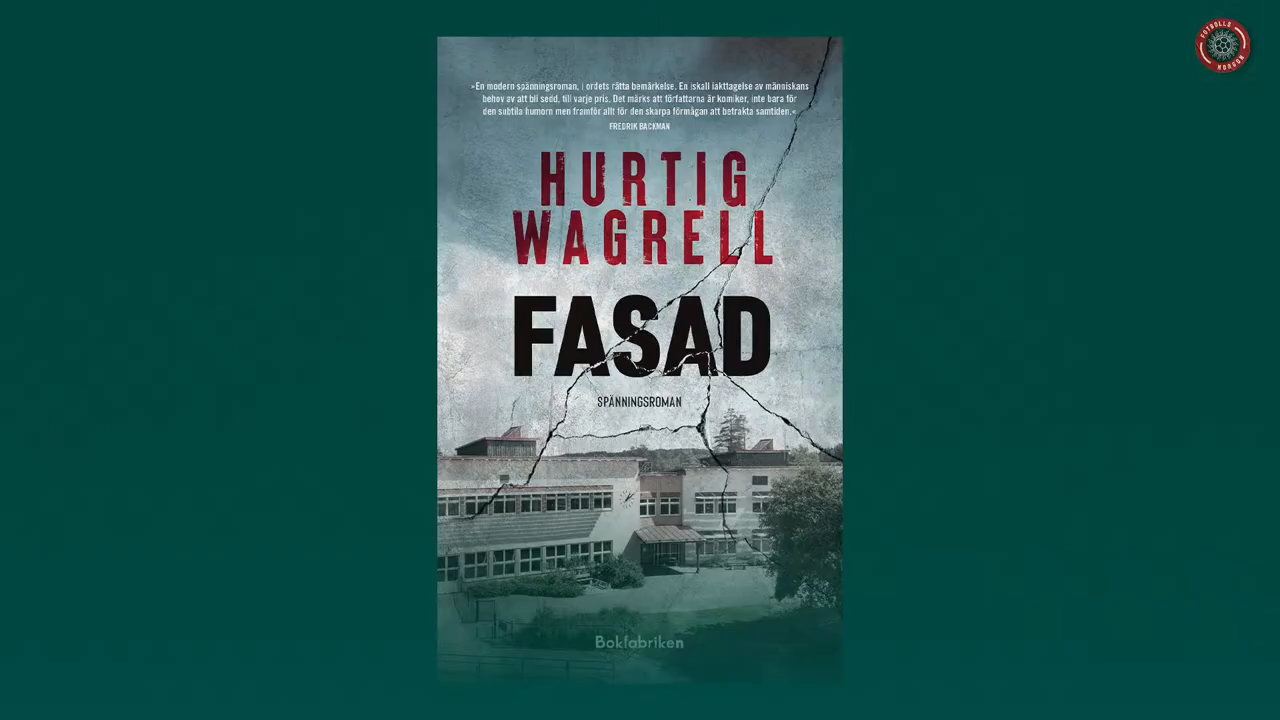 FOTBOLLS
MORGON
»En modern spänningsroman, i ordets rätta bemärkelse. En iskall iakttagelse av människans
behov av att bli sedd, till varje pris. Det märks att författarna är komiker, inte bara för
den subtila humorn men framför allt för den skarpa förmågan att betrakta samtiden.«
FREDRIK BACKMAN
HURTIG
WAGRELL
FASAD
SPÄNNINGSROMAN
Bokfabriken